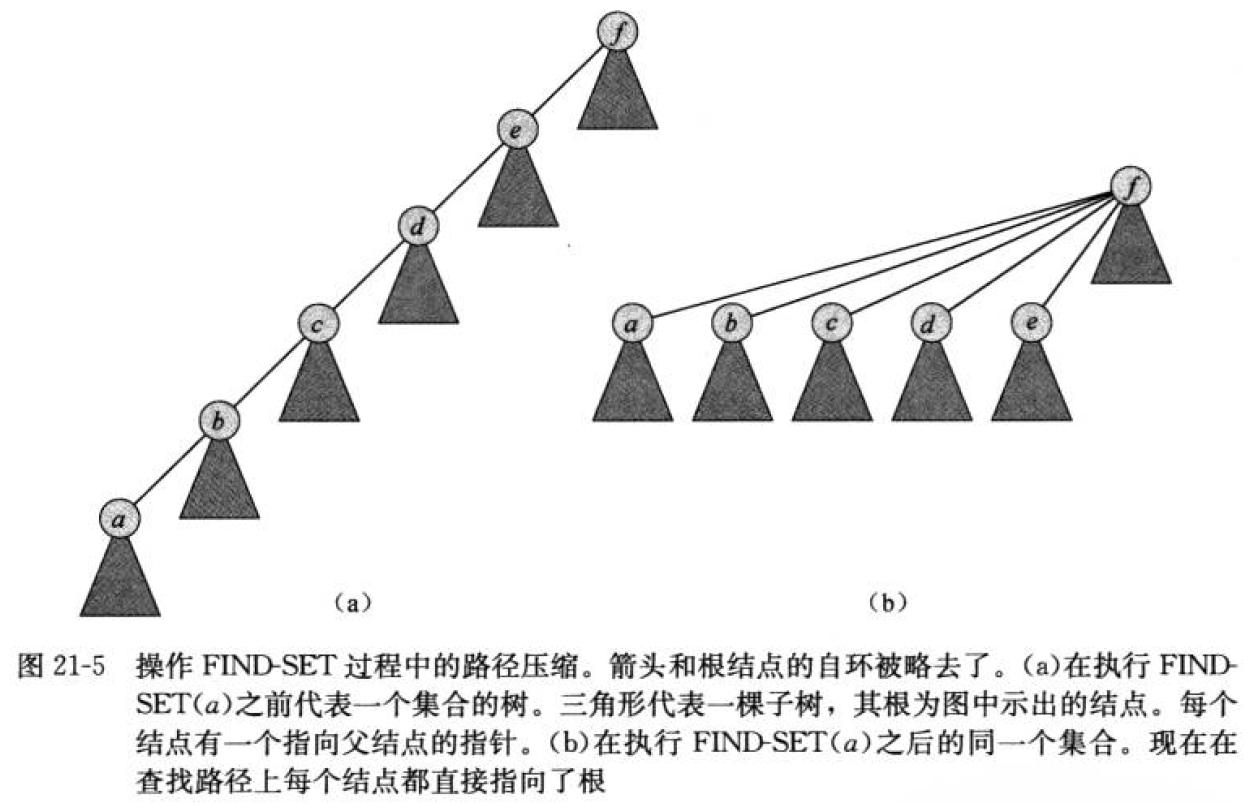 f
e
d
c
b
a
f
a b c d e
(a) (b)
图 21-5 操作 FIND-SET 过程中的路径压缩。箭头和根结点的自环被略去了。(a)在执行 FIND-
SET(a)之前代表一个集合的树。三角形代表一棵子树，其根为图中示出的结点。每个
结点有一个指向父结点的指针。(b)在执行 FIND-SET(a)之后的同一个集合。现在在
查找路径上每个结点都直接指向了根